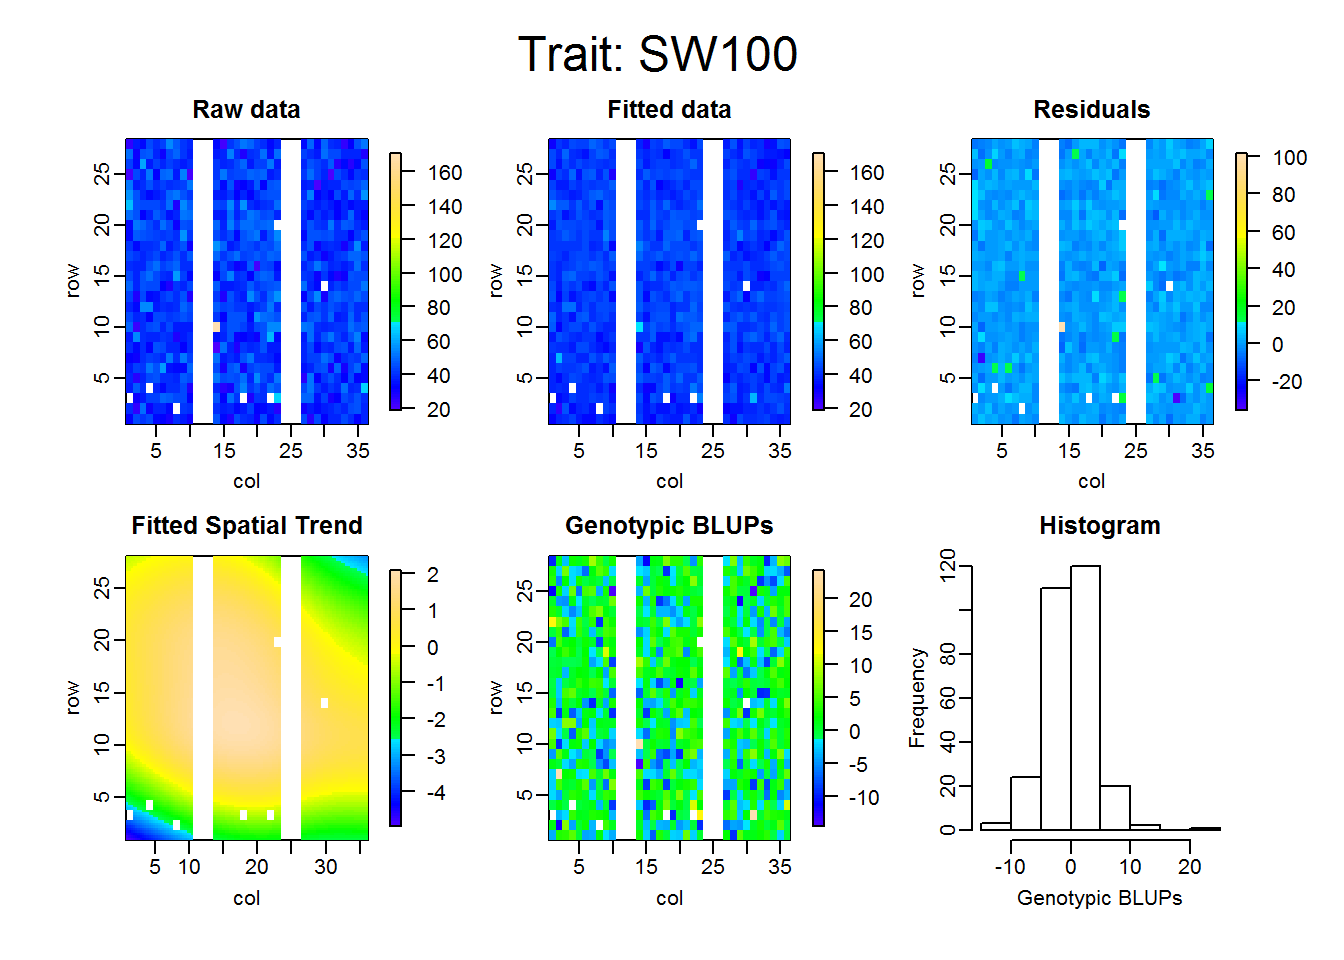 Trait: SW100
Raw data
Fitted data
Residuals
row
5 10 15 20 25
5 15 25 35
col
20 40 60 80 100 120 140 160
row
5 10 15 20 25
5 15 25 35
col
20 40 60 80 100 120 140 160
row
5 10 15 20 25
5 15 25 35
col
-20 0 20 40 60 80 100
Fitted Spatial Trend
Genotypic BLUPs
Histogram
row
5 10 15 20 25
5 10 20 30
col
-4 -3 -2 -1 0 1 2
row
5 10 15 20 25
5 15 25 35
col
-10 -5 0 5 10 15 20
Frequency
0 20 40 60 80 120
-10 0 10 20
Genotypic BLUPs